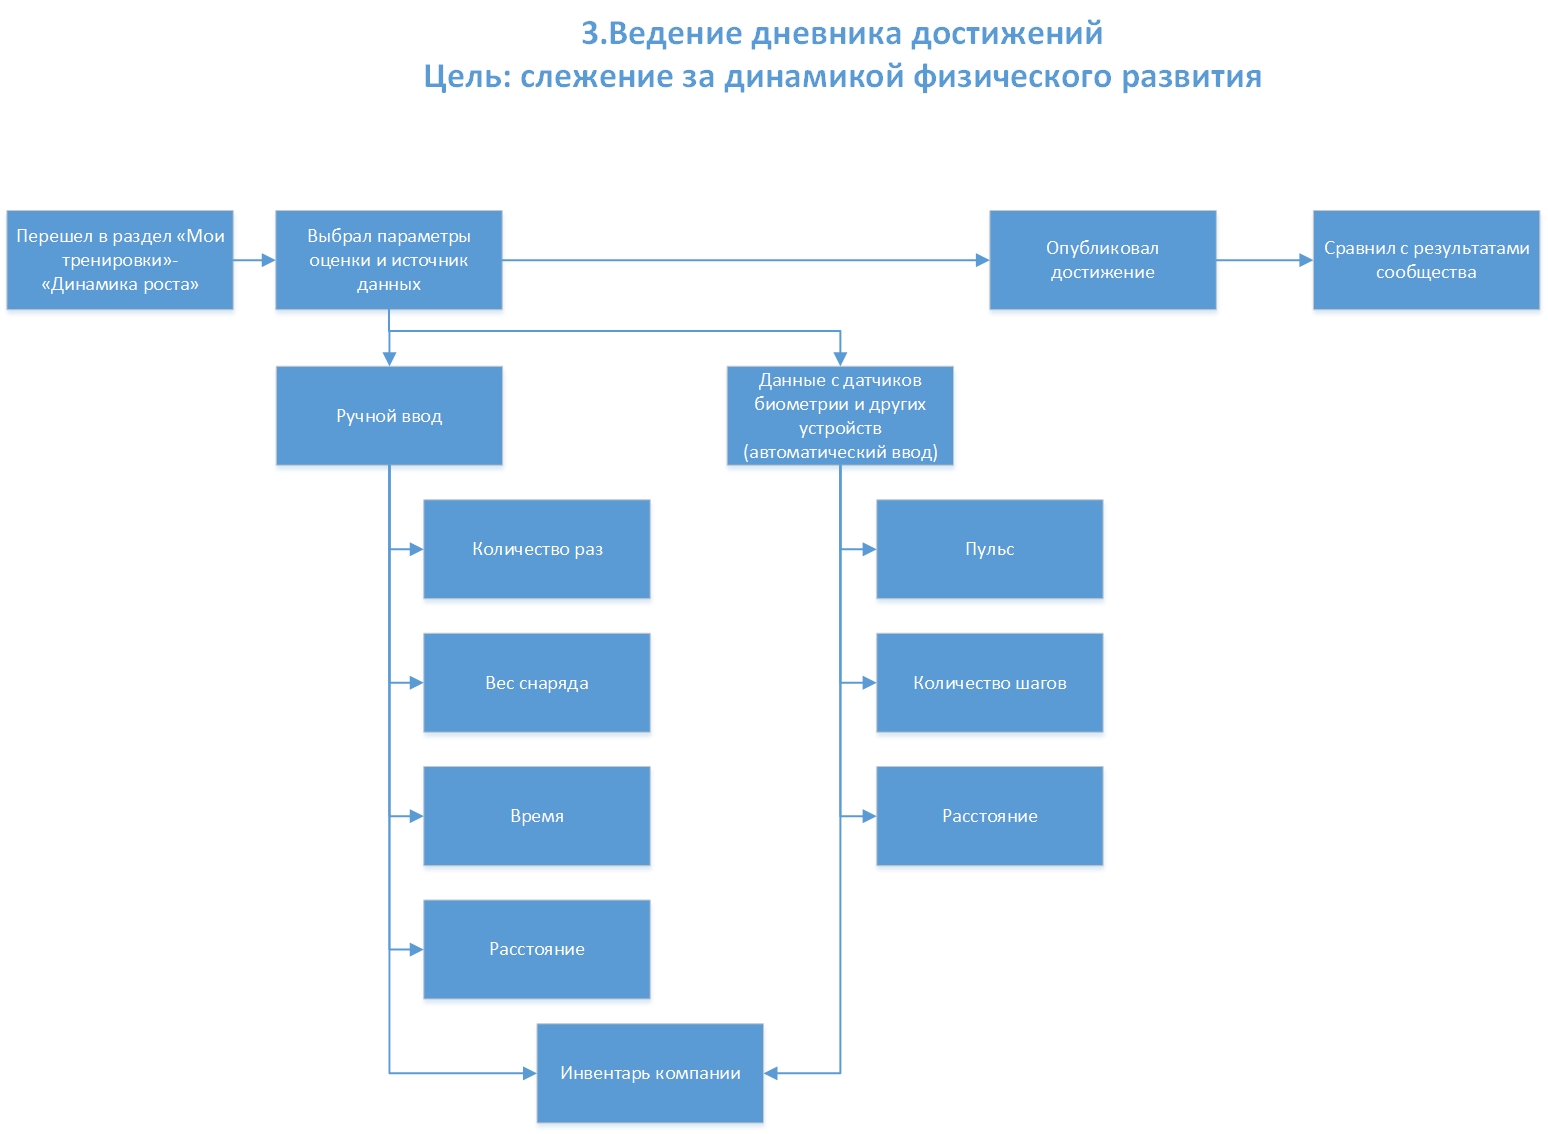 3.Ведение дневника достижений
Цель: слежение за динамикой физического развития
Перешел в раздел «Мои
тренировки»-
«Динамика роста»
Выбрал параметры
оценки и источник
данных
Опубликовал
достижение
Сравнил с результатами
сообщества
Ручной ввод
Данные с датчиков
биометрии и других
устройств
(автоматический ввод)
Количество раз
Пульс
Вес снаряда
Количество шагов
Время
Расстояние
Расстояние
Инвентарь компании